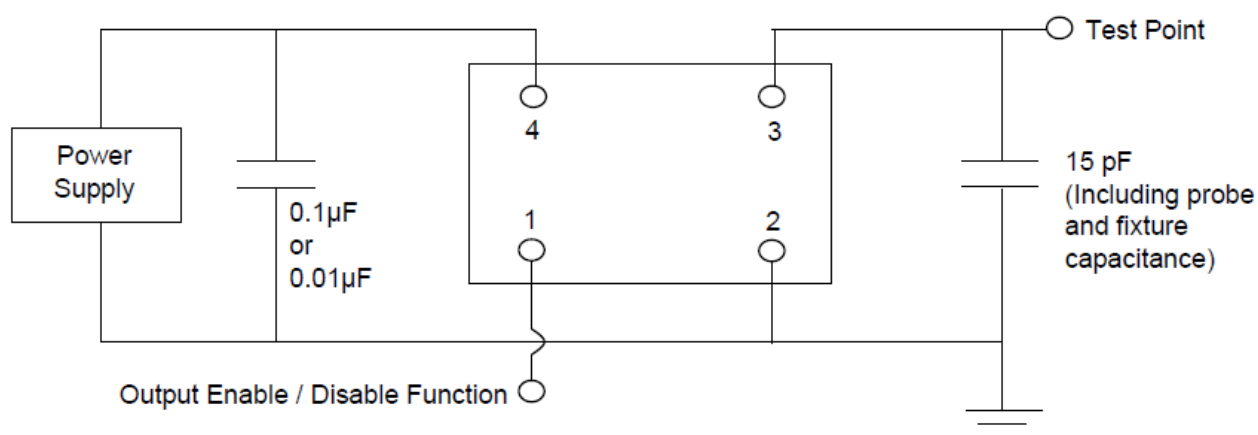 Test Point
4
3
Power
Supply
15 pF
(Including probe
and fixture
capacitance)
0.1µF
or
0.01µF
1
2
Output Enable / Disable Function